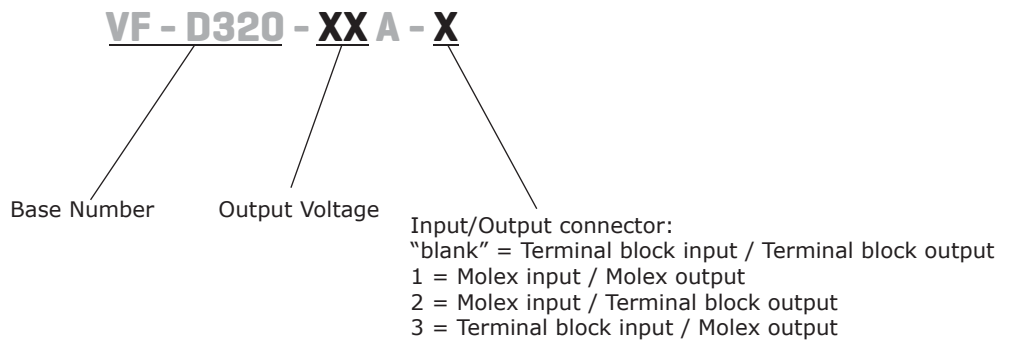 VF - D320 - XX A - X
Base Number
Output Voltage
Input/Output connector:
“blank” = Terminal block input / Terminal block output
1 = Molex input / Molex output
2 = Molex input / Terminal block output
3 = Terminal block input / Molex output